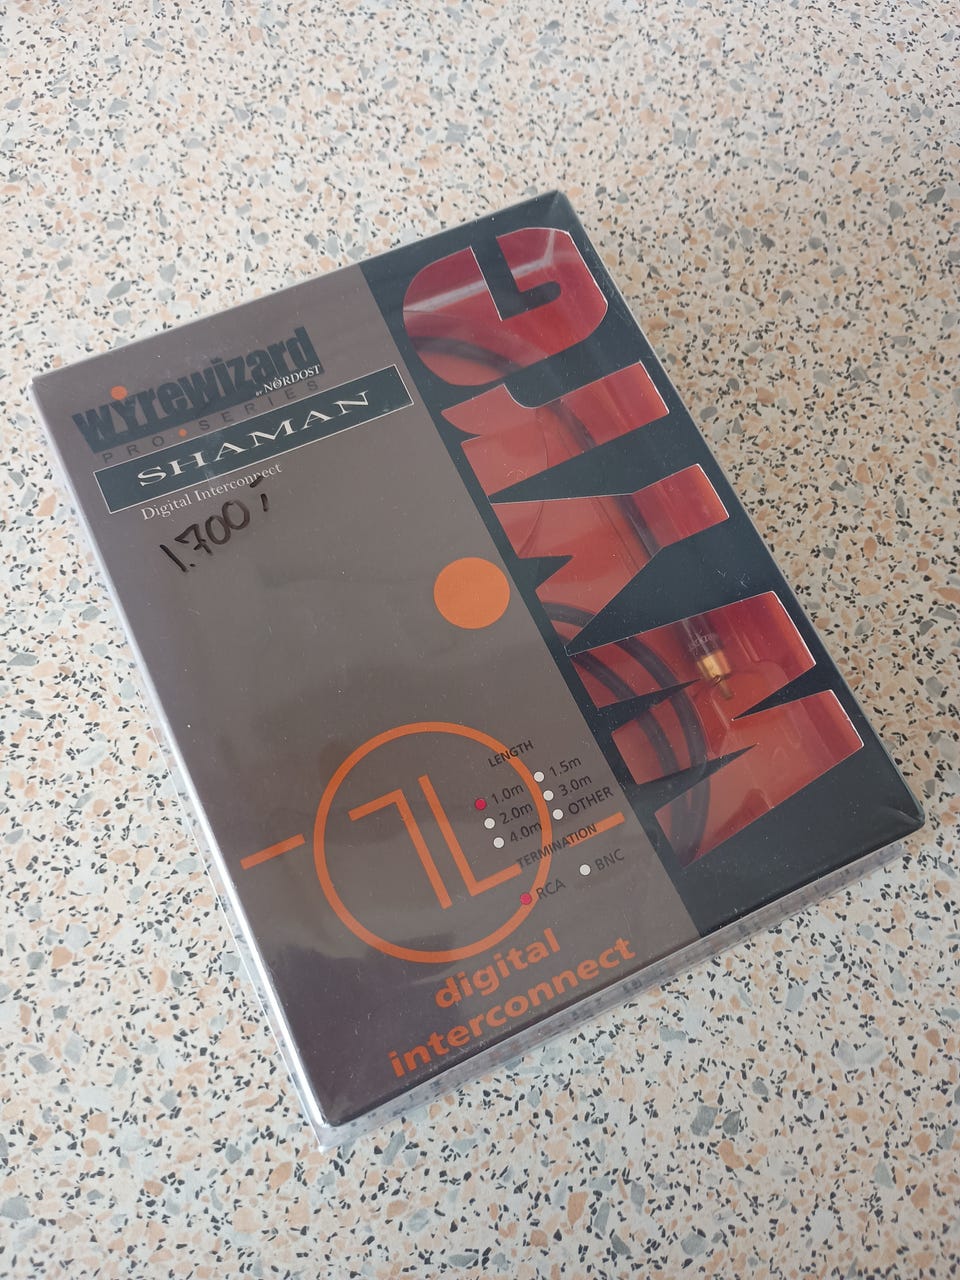 wyrewizard
BY NORDOST
PRO•SERIES
SHAMAN
Digital Interconnect
1.700;
LENGTH
1.0m 1.5m
2.0m 3.0m
4.0m OTHER
TERMINATION
RCA BNC
digital
interconnect
WYrG